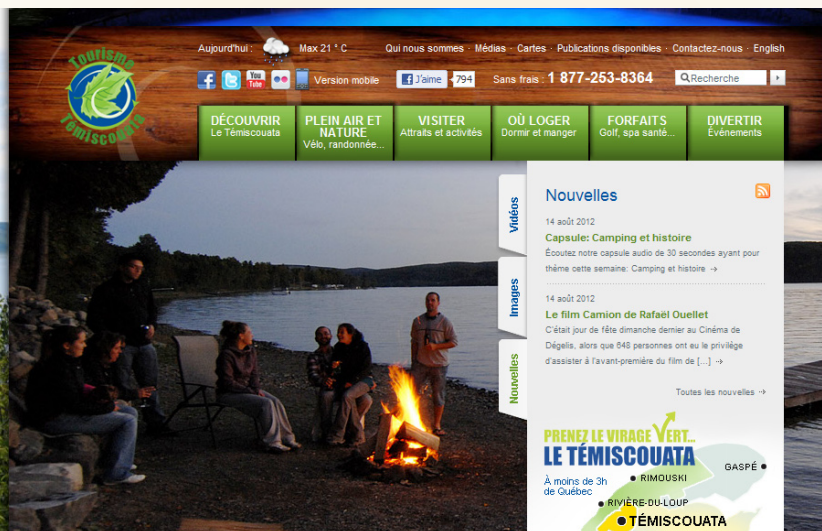 Tourisme
Témiscouata
Aujourd'hui : Max 21 ° C Qui nous sommes · Médias · Cartes · Publications disponibles · Contactez-nous · English
You Tube Version mobile J'aime 794 Sans frais : 1 877-253-8364 Recherche
DÉCOUVRIR
Le Témiscouata
PLEIN AIR ET
NATURE
Vélo, randonnée...
VISITER
Attraits et activités
OÙ LOGER
Dormir et manger
FORFAITS
Golf, spa santé...
DIVERTIR
Événements
Vidéos
Images
Nouvelles
Nouvelles
14 août 2012
Capsule: Camping et histoire
Écoutez notre capsule audio de 30 secondes ayant pour
thème cette semaine: Camping et histoire
14 août 2012
Le film Camion de Rafaël Ouellet
C'était jour de fête dimanche dernier au Cinéma de
Dégelis, alors que 648 personnes ont eu le privilège
d'assister à l'avant-première du film de [...]
Toutes les nouvelles
PRENEZ LE VIRAGE VERT...
LE TÉMISCOUATA
À moins de 3h
de Québec
GASPÉ
RIMOUSKI
RIVIÈRE-DU-LOUP
TÉMISCOUATA